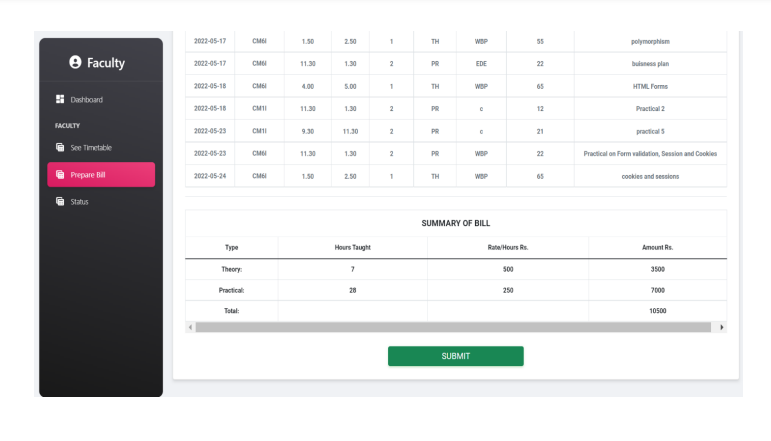 Faculty
Dashboard
FACULTY
See Timetable
Prepare Bill
Status
2022-05-17 CM6I 1.50 2.50 1 TH WBP 55 polymorphism
2022-05-17 CM6I 11.30 1.30 2 PR EDE 22 buisness plan
2022-05-18 CM6I 4.00 5.00 1 TH WBP 65 HTML Forms
2022-05-18 CM1I 11.30 1.30 2 PR c 12 Practical 2
2022-05-23 CM1I 9.30 11.30 2 PR c 21 practical 5
2022-05-23 CM6I 11.30 1.30 2 PR WBP 22 Practical on Form validation, Session and Cookies
2022-05-24 CM6I 1.50 2.50 1 TH WBP 65 cookies and sessions
SUMMARY OF BILL
Type Hours Taught Rate/Hours Rs. Amount Rs.
Theory: 7 500 3500
Practical: 28 250 7000
Total: 10500
SUBMIT